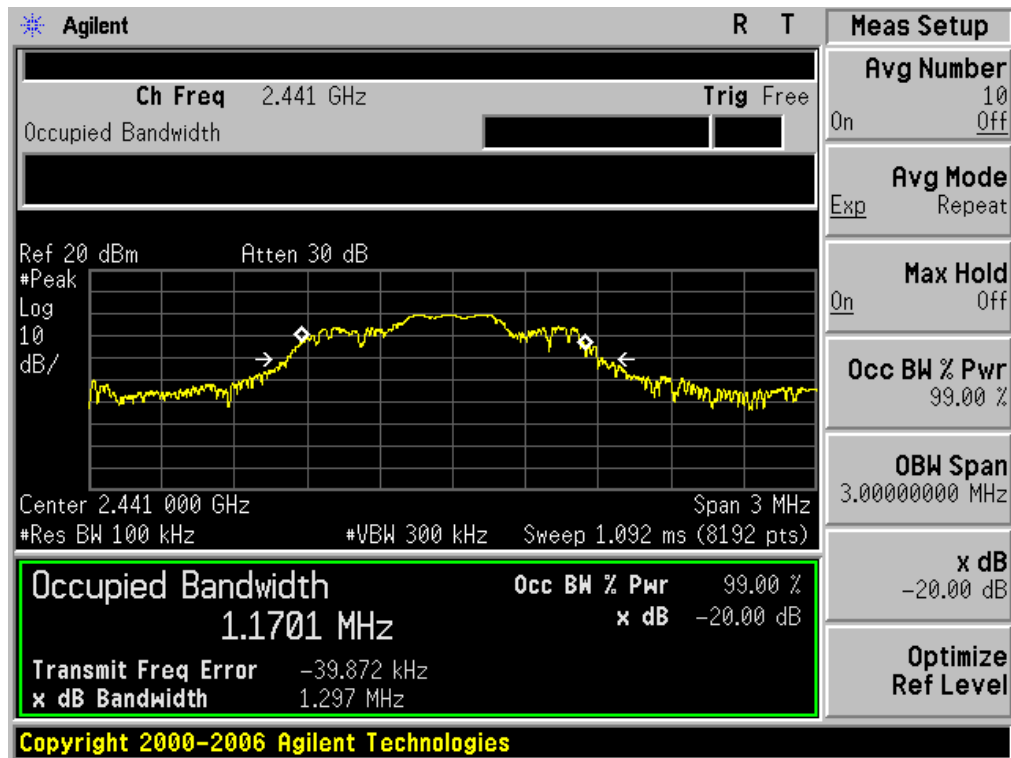 Agilent R T
Ch Freq 2.441 GHz Trig Free
Occupied Bandwidth
Ref 20 dBm Atten 30 dB
#Peak
Log
10
dB/
Center 2.441 000 GHz Span 3 MHz
#Res BW 100 kHz #VBW 300 kHz Sweep 1.092 ms (8192 pts)
Occupied Bandwidth Occ BW % Pwr 99.00 %
1.1701 MHz x dB -20.00 dB
Transmit Freq Error -39.872 kHz
x dB Bandwidth 1.297 MHz
Meas Setup
Avg Number
10
On Off
Avg Mode
Exp Repeat
Max Hold
On Off
Occ BW % Pwr
99.00 %
OBW Span
3.00000000 MHz
x dB
-20.00 dB
Optimize
Ref Level
Copyright 2000-2006 Agilent Technologies